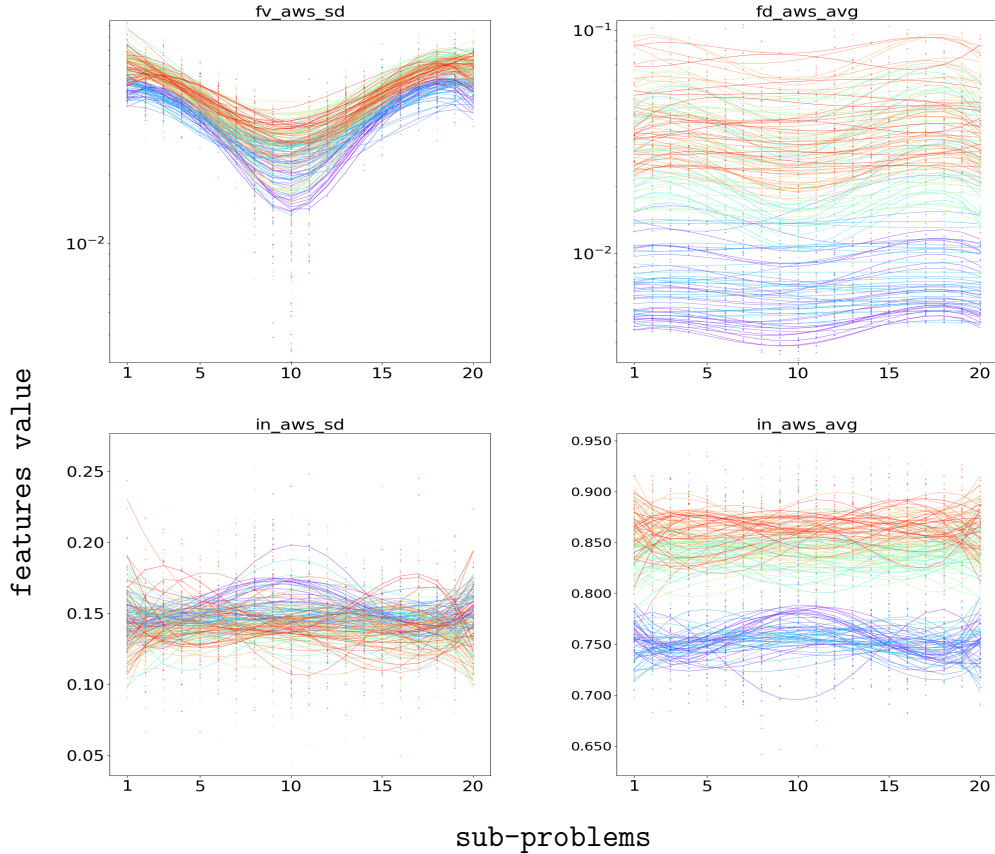 fv_aws_sd
fd_aws_avg
10⁻²
1 5 10 15 20
10⁻¹
10⁻²
1 5 10 15 20
features value
in_aws_sd
in_aws_avg
0.25
0.20
0.15
0.10
0.05
1 5 10 15 20
0.950
0.900
0.850
0.800
0.750
0.700
0.650
1 5 10 15 20
sub-problems